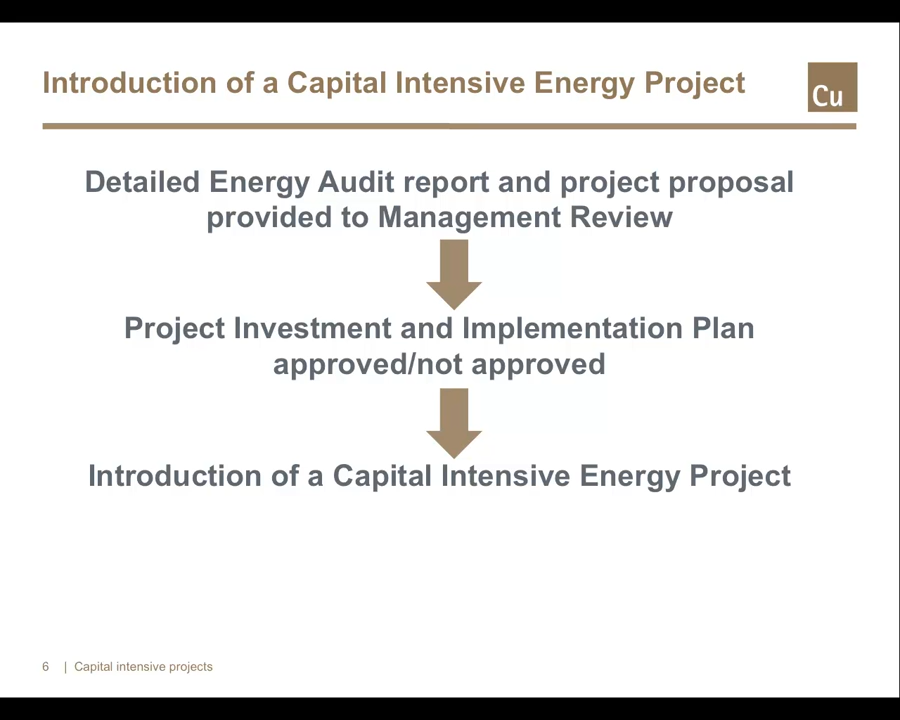 Introduction of a Capital Intensive Energy Project
Cu
Detailed Energy Audit report and project proposal
provided to Management Review
Project Investment and Implementation Plan
approved/not approved
Introduction of a Capital Intensive Energy Project
6 | Capital intensive projects